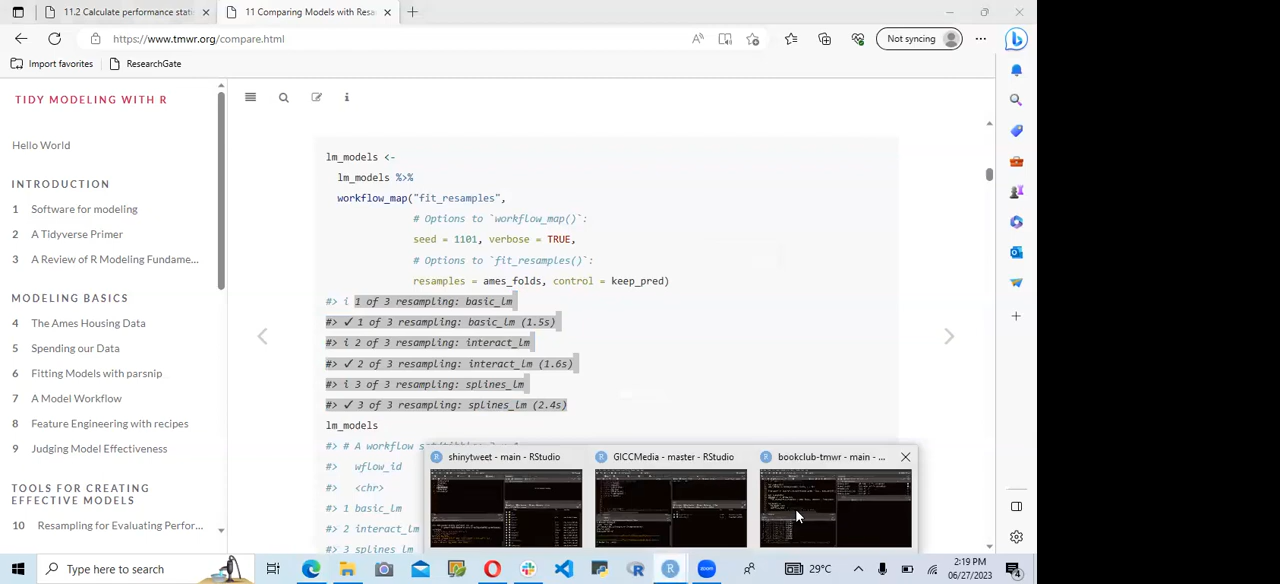 11.2 Calculate performance stati
11 Comparing Models with Resa
https://www.tmwr.org/compare.html
Not syncing
Import favorites
ResearchGate
TIDY MODELING WITH R
Hello World
INTRODUCTION
1 Software for modeling
2 A Tidyverse Primer
3 A Review of R Modeling Fundame...
MODELING BASICS
4 The Ames Housing Data
5 Spending our Data
6 Fitting Models with parsnip
7 A Model Workflow
8 Feature Engineering with recipes
9 Judging Model Effectiveness
TOOLS FOR CREATING
EFFECTIVE MODELS
10 Resampling for Evaluating Perfor...
lm_models <-
lm_models %>%
workflow_map("fit_resamples",
# Options to `workflow_map()`:
seed = 1101, verbose = TRUE,
# Options to `fit_resamples()`:
resamples = ames_folds, control = keep_pred)
#> i 1 of 3 resampling: basic_lm
#> ✓ 1 of 3 resampling: basic_lm (1.5s)
#> i 2 of 3 resampling: interact_lm
#> ✓ 2 of 3 resampling: interact_lm (1.6s)
#> i 3 of 3 resampling: splines_lm
#> ✓ 3 of 3 resampling: splines_lm (2.4s)
lm_models
#> # A workflow
#> wflow_id
#> <chr>
#> 1 basic_lm
#> 2 interact_lm
#> 3 splines_lm
shinytweet - main - RStudio
GICCMedia - master - RStudio
bookclub-tmwr - main - ...
Type here to search
29°C
2:19 PM
06/27/2023
4